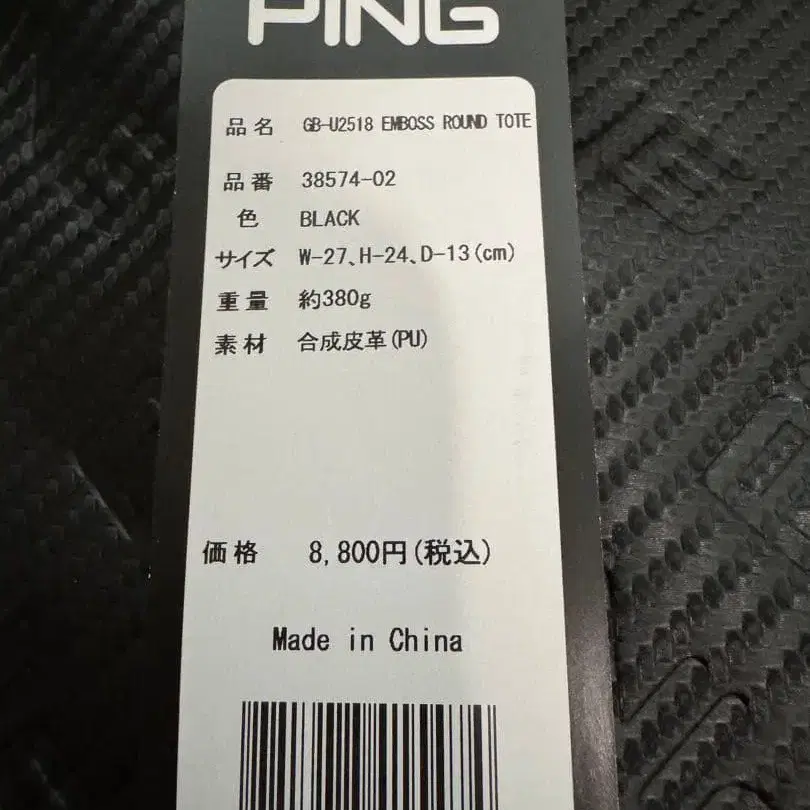 PING
品名 GB-U2518 EMBOSS ROUND TOTE
品番 38574-02
色 BLACK
サイズ W-27、H-24、D-13(cm)
重量 約380g
素材 合成皮革(PU)
価格 8,800円(税込)
Made in China